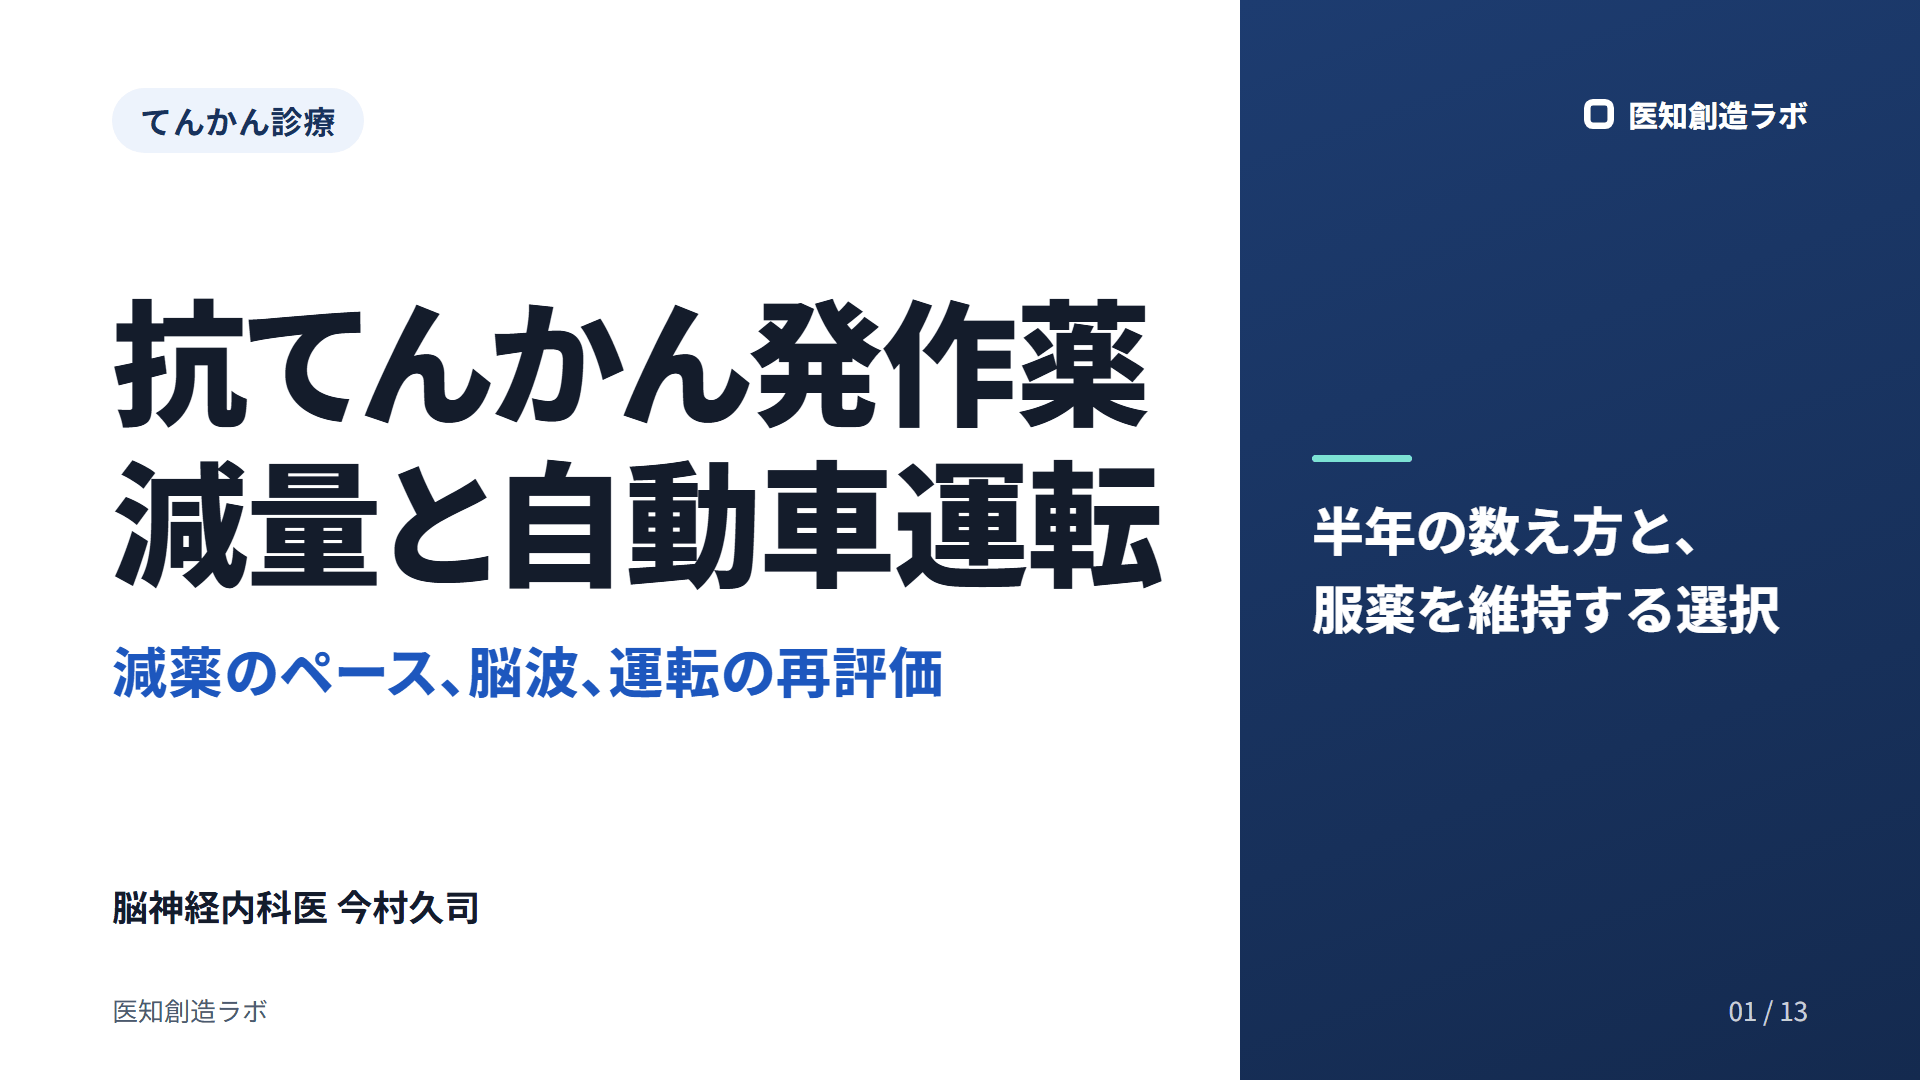 てんかん診療
抗てんかん発作薬
減量と自動車運転
減薬のペース、脳波、運転の再評価
脳神経内科医 今村久司
医知創造ラボ
医知創造ラボ
半年の数え方と、
服薬を維持する選択
01 / 13